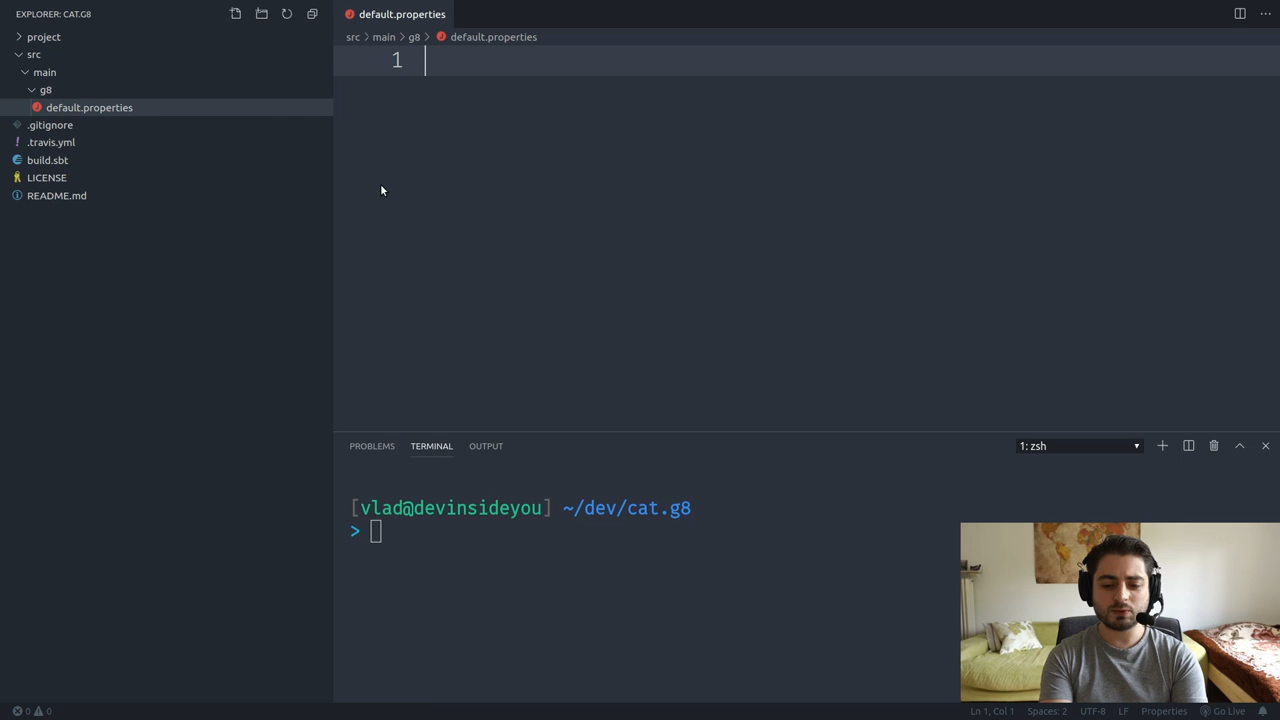 EXPLORER: CAT.G8
project
src
main
g8
default.properties
.gitignore
.travis.yml
build.sbt
LICENSE
README.md
default.properties
src > main > g8 > default.properties
1
PROBLEMS TERMINAL OUTPUT
1: zsh
[vlad@devinsideyou] ~/dev/cat.g8
>
0 0
Ln 1, Col 1 Spaces: 2 UTF-8 LF Properties Go Live